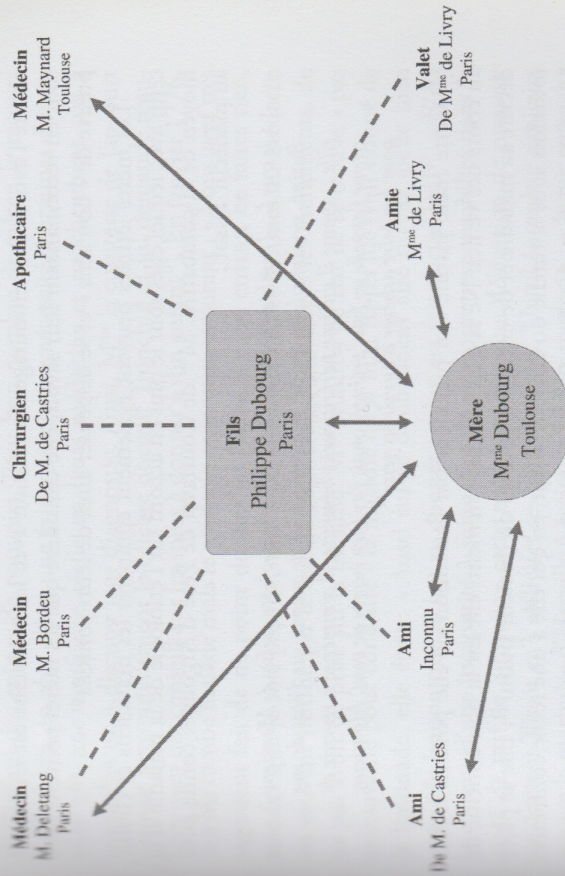 Médecin
M. Deletang
Paris
Médecin
M. Bordeu
Paris
Chirurgien
De M. de Castries
Paris
Apothicaire
Paris
Médecin
M. Maynard
Toulouse
Fils
Philippe Dubourg
Paris
Ami
De M. de Castries
Paris
Ami
Inconnu
Paris
Mère
Mme Dubourg
Toulouse
Amie
Mme de Livry
Paris
Valet
De Mme de Livry
Paris